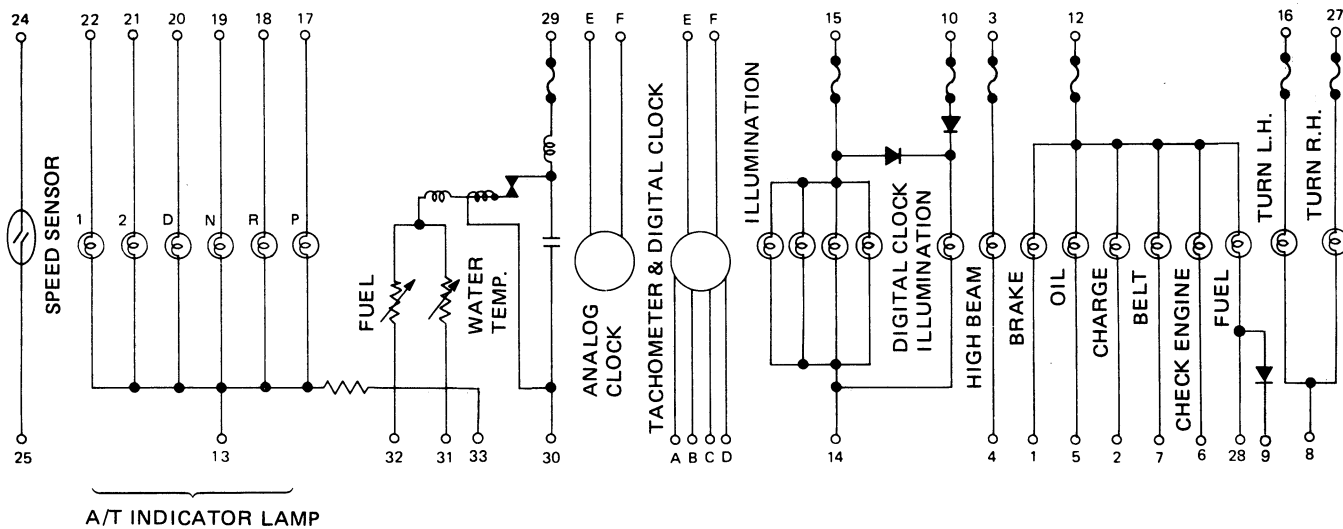 24
22
21
20
19
18
17
29
E
F
E
F
15
10
3
12
16
27
SPEED SENSOR
1
2
D
N
R
P
FUEL
WATER
TEMP.
ANALOG
CLOCK
TACHOMETER & DIGITAL CLOCK
ILLUMINATION
DIGITAL CLOCK
ILLUMINATION
HIGH BEAM
BRAKE
OIL
CHARGE
BELT
CHECK ENGINE
FUEL
TURN L.H.
TURN R.H.
25
13
32
31
33
30
A
B
C
D
14
4
1
5
2
7
6
28
9
8
A/T INDICATOR LAMP